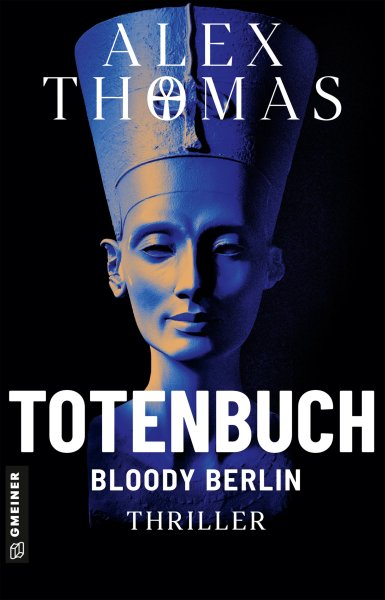 ALEX
THOMAS
TOTENBUCH
BLOODY BERLIN
THRILLER
GMEINER